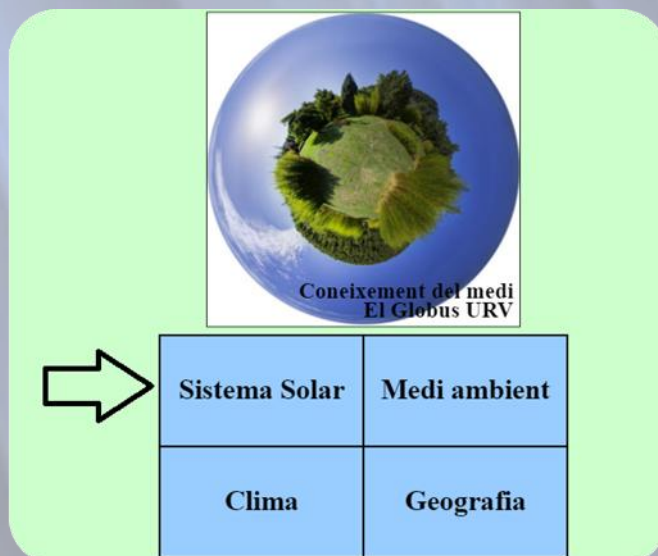 Coneixement del medi
El Globus URV
Sistema Solar
Medi ambient
Clima
Geografia